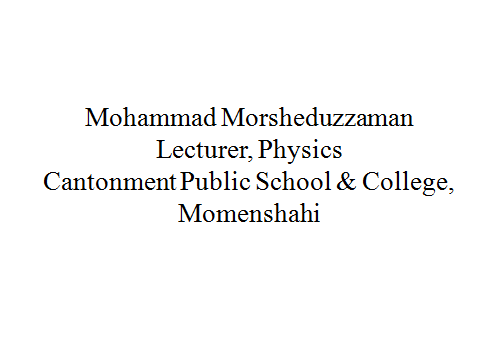 Mohammad Morsheduzzaman
Lecturer, Physics
Cantonment Public School & College,
Momenshahi